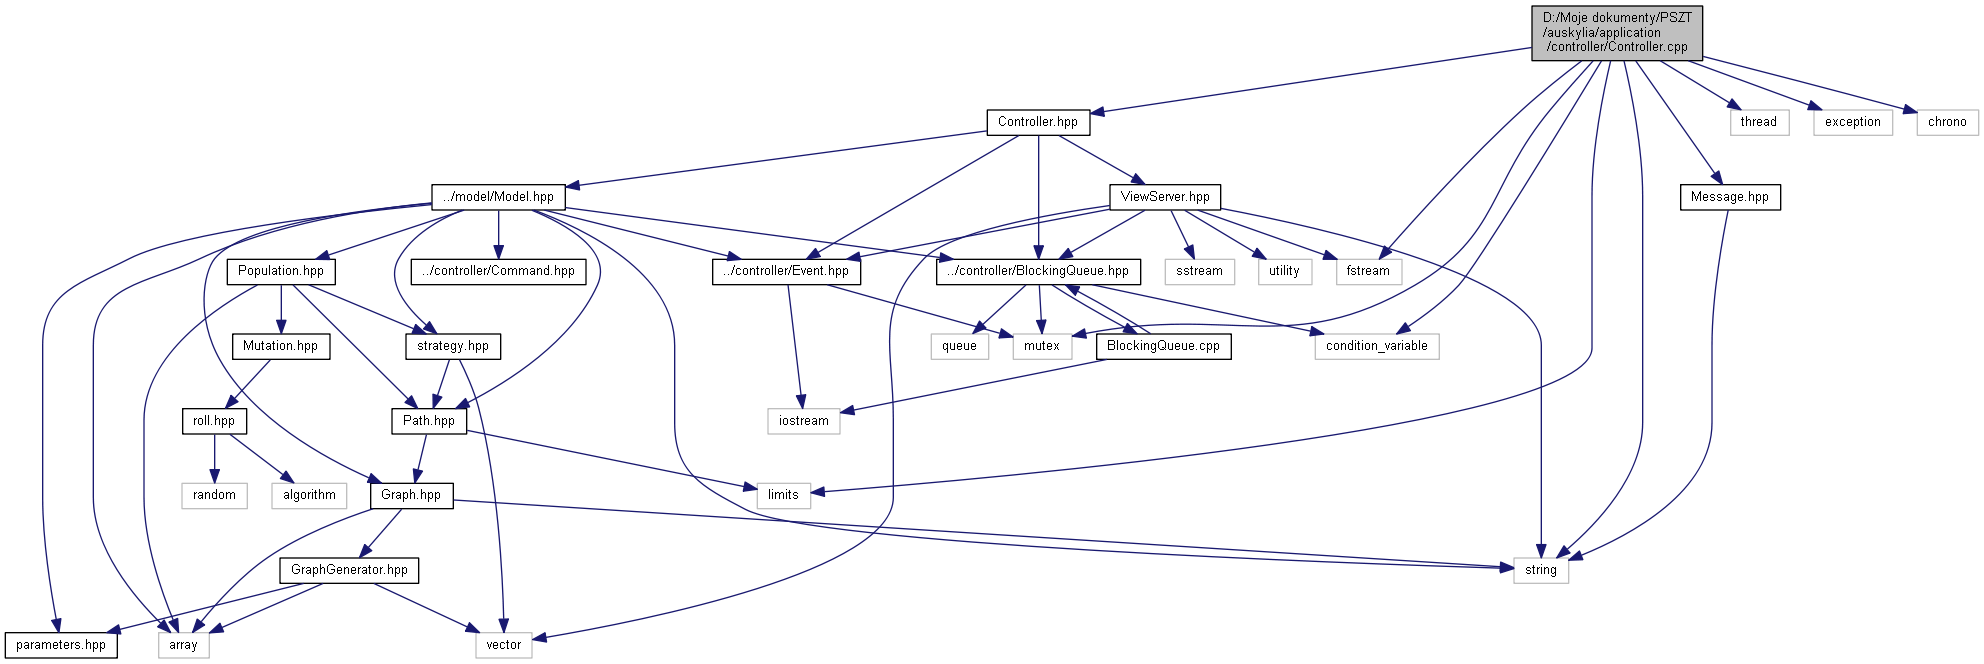 D:/Moje dokumenty/PSZT
/auskylia/application
/controller/Controller.cpp
Controller.hpp
thread
exception
chrono
../model/Model.hpp
ViewServer.hpp
Message.hpp
Population.hpp
../controller/Command.hpp
../controller/Event.hpp
../controller/BlockingQueue.hpp
sstream
utility
fstream
Mutation.hpp
strategy.hpp
queue
mutex
BlockingQueue.cpp
condition_variable
roll.hpp
Path.hpp
iostream
random
algorithm
Graph.hpp
limits
GraphGenerator.hpp
string
parameters.hpp
array
vector